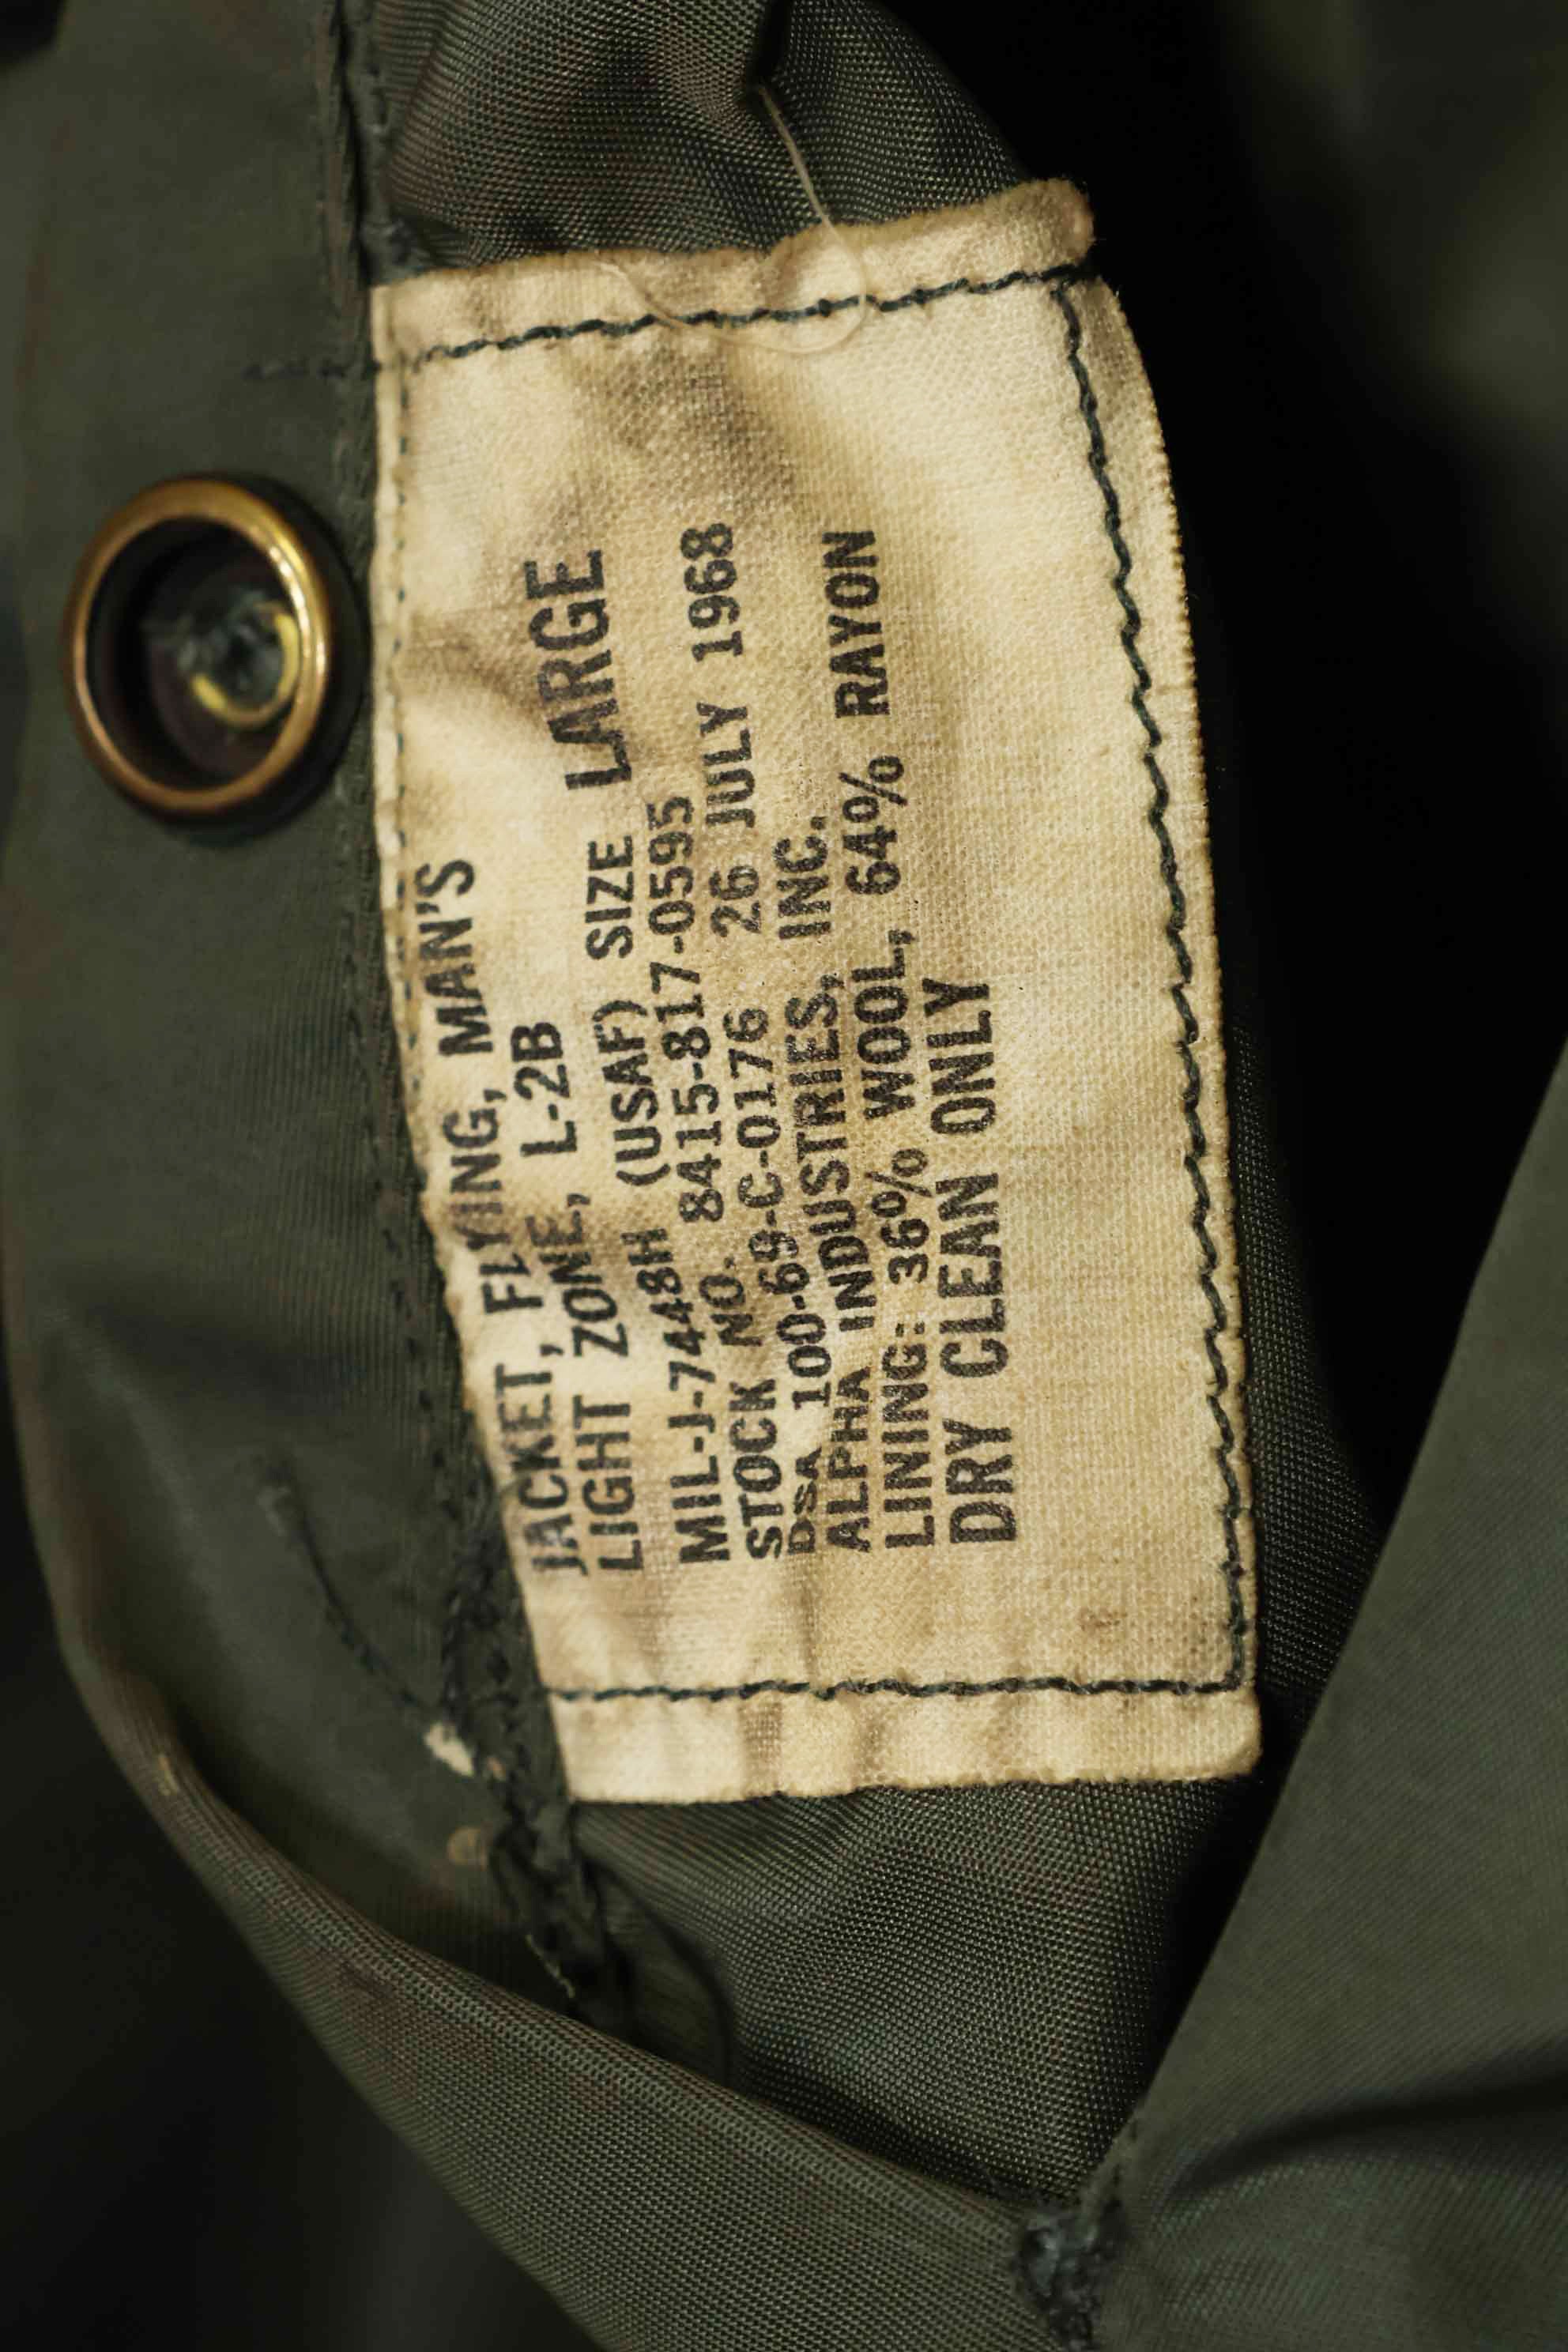 JACKET, FLYING, MAN'S
LIGHT ZONE, L-2B
MIL-J-7448H (USAF) SIZE LARGE
STOCK NO. 8415-817-0595
DSA 100-69-C-0176 26 JULY 1968
ALPHA INDUSTRIES, INC.
LINING: 36% WOOL, 64% RAYON
DRY CLEAN ONLY